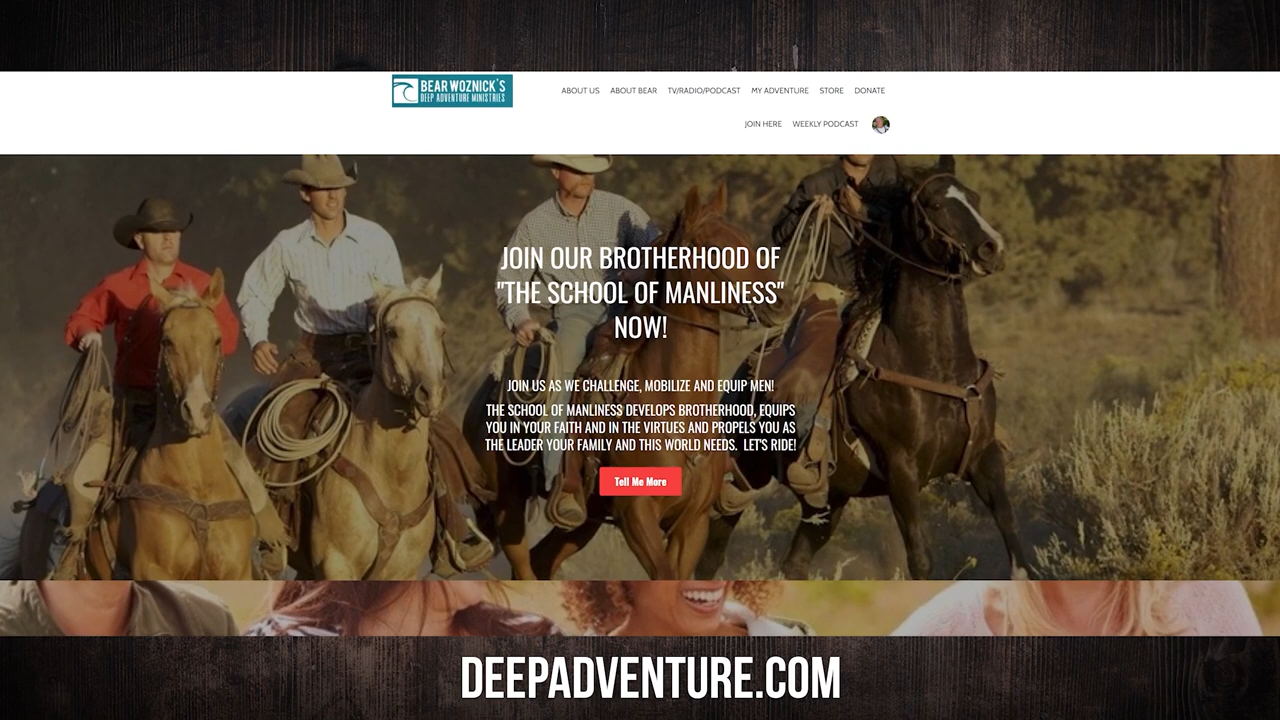 BEAR WOZNICK'S
DEEP ADVENTURE MINISTRIES
ABOUT US ABOUT BEAR TV/RADIO/PODCAST MY ADVENTURE STORE DONATE
JOIN HERE WEEKLY PODCAST
JOIN OUR BROTHERHOOD OF
"THE SCHOOL OF MANLINESS"
NOW!
JOIN US AS WE CHALLENGE, MOBILIZE AND EQUIP MEN!
THE SCHOOL OF MANLINESS DEVELOPS BROTHERHOOD, EQUIPS
YOU IN YOUR FAITH AND IN THE VIRTUES AND PROPELS YOU AS
THE LEADER YOUR FAMILY AND THIS WORLD NEEDS. LET'S RIDE!
Tell Me More
DEEPADVENTURE.COM